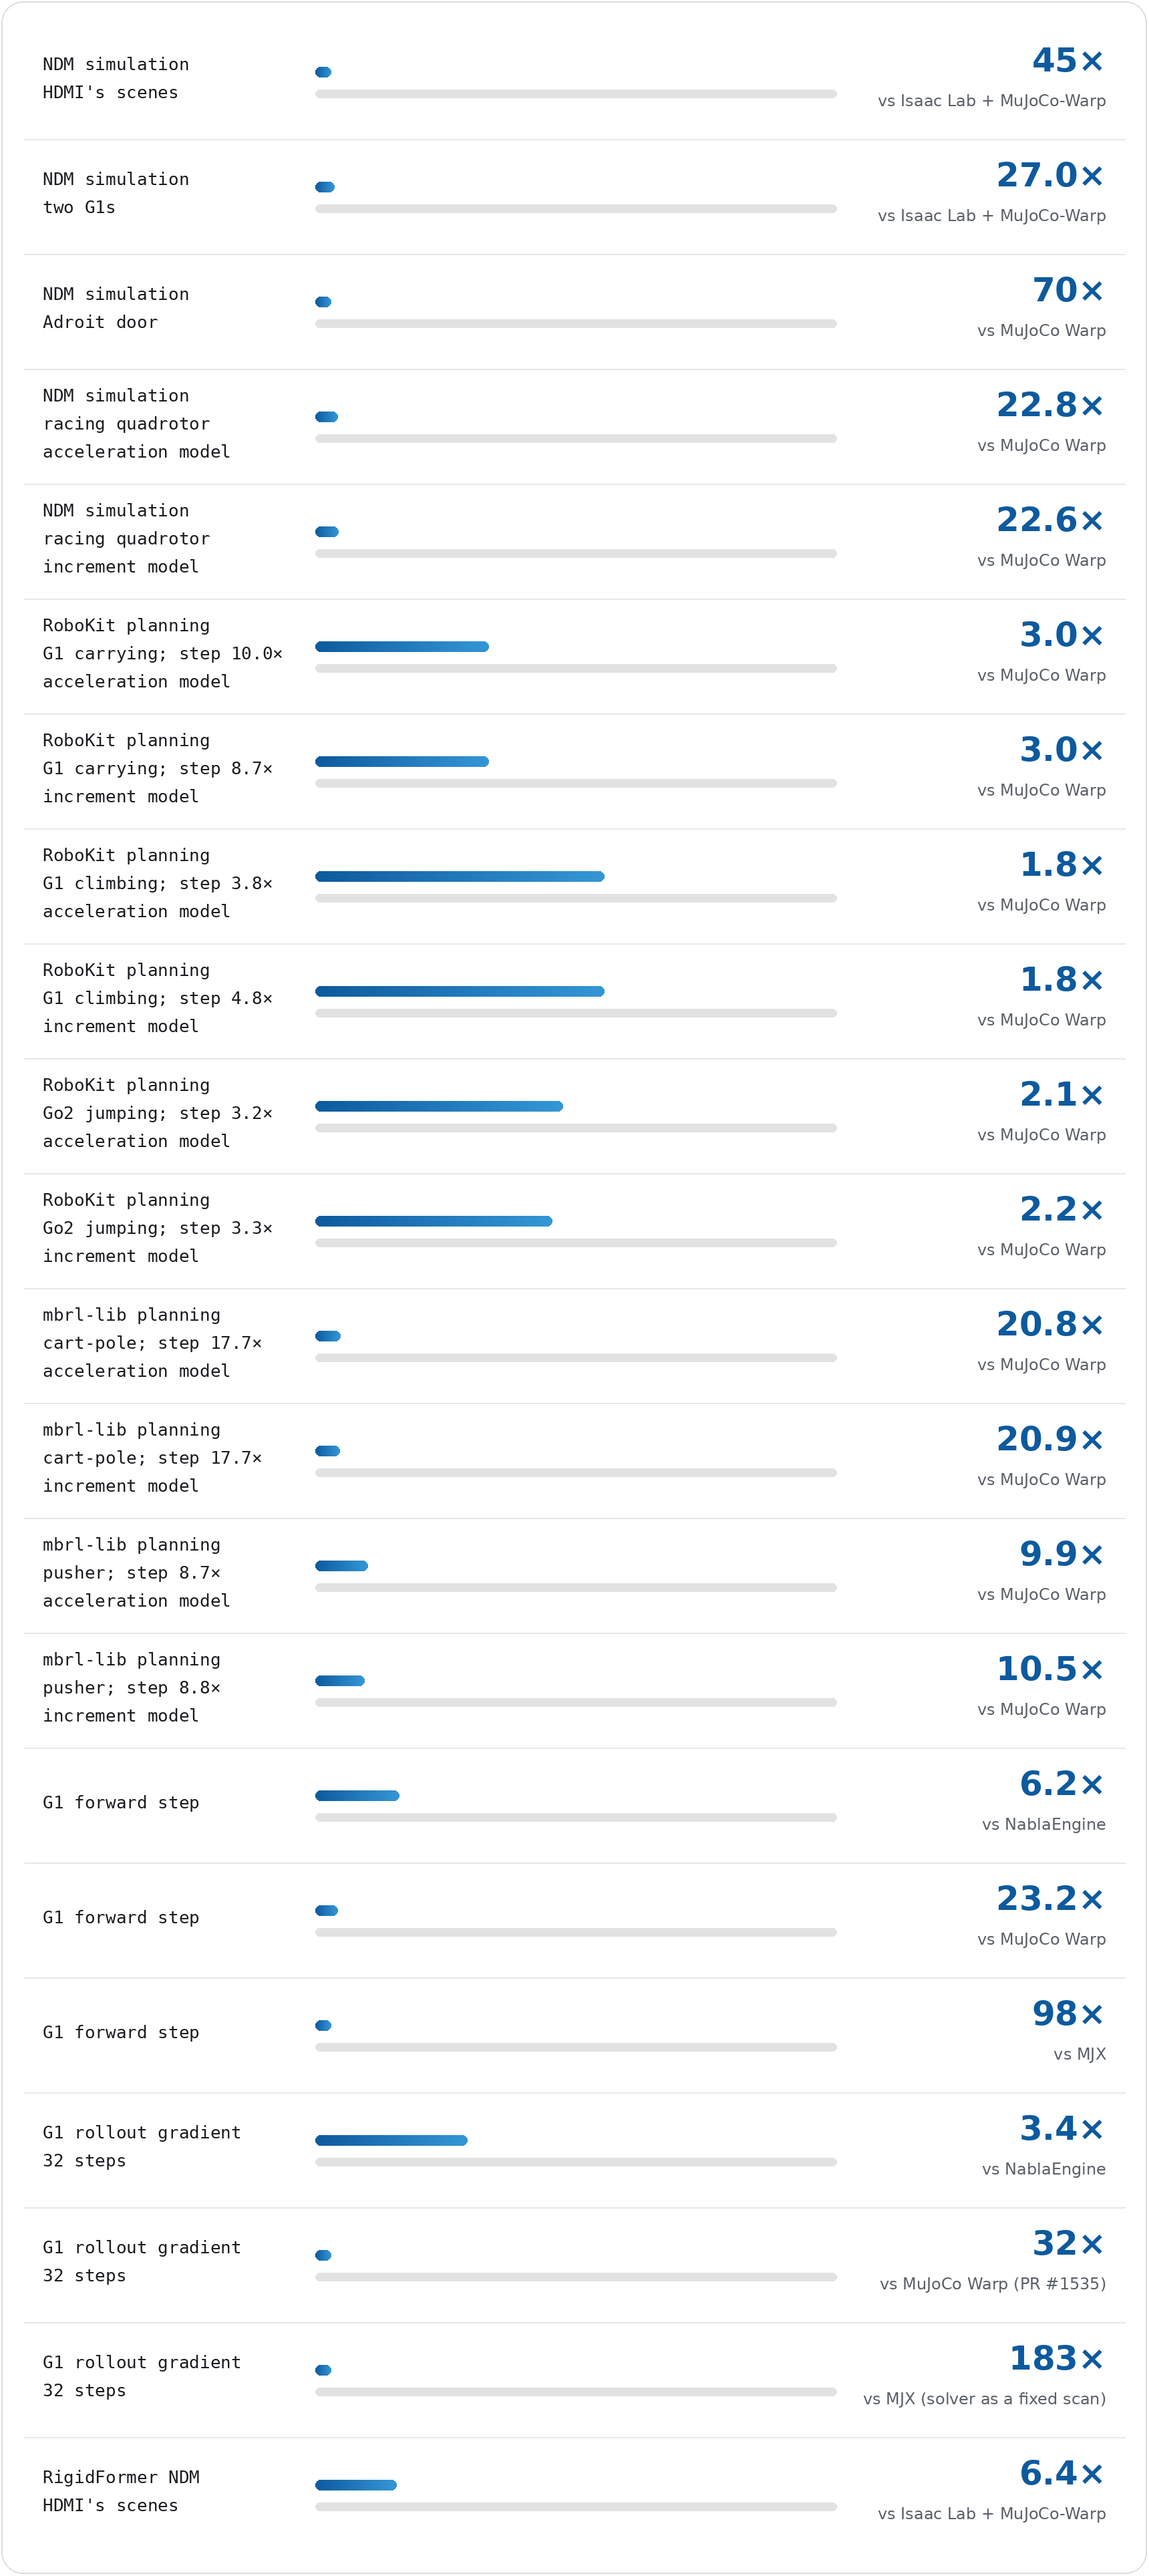 NDM simulation
HDMI's scenes
45×
vs Isaac Lab + MuJoCo-Warp
NDM simulation
two G1s
27.0×
vs Isaac Lab + MuJoCo-Warp
NDM simulation
Adroit door
70×
vs MuJoCo Warp
NDM simulation
racing quadrotor
acceleration model
22.8×
vs MuJoCo Warp
NDM simulation
racing quadrotor
increment model
22.6×
vs MuJoCo Warp
RoboKit planning
G1 carrying; step 10.0×
acceleration model
3.0×
vs MuJoCo Warp
RoboKit planning
G1 carrying; step 8.7×
increment model
3.0×
vs MuJoCo Warp
RoboKit planning
G1 climbing; step 3.8×
acceleration model
1.8×
vs MuJoCo Warp
RoboKit planning
G1 climbing; step 4.8×
increment model
1.8×
vs MuJoCo Warp
RoboKit planning
Go2 jumping; step 3.2×
acceleration model
2.1×
vs MuJoCo Warp
RoboKit planning
Go2 jumping; step 3.3×
increment model
2.2×
vs MuJoCo Warp
mbrl-lib planning
cart-pole; step 17.7×
acceleration model
20.8×
vs MuJoCo Warp
mbrl-lib planning
cart-pole; step 17.7×
increment model
20.9×
vs MuJoCo Warp
mbrl-lib planning
pusher; step 8.7×
acceleration model
9.9×
vs MuJoCo Warp
mbrl-lib planning
pusher; step 8.8×
increment model
10.5×
vs MuJoCo Warp
G1 forward step
6.2×
vs NablaEngine
G1 forward step
23.2×
vs MuJoCo Warp
G1 forward step
98×
vs MJX
G1 rollout gradient
32 steps
3.4×
vs NablaEngine
G1 rollout gradient
32 steps
32×
vs MuJoCo Warp (PR #1535)
G1 rollout gradient
32 steps
183×
vs MJX (solver as a fixed scan)
RigidFormer NDM
HDMI's scenes
6.4×
vs Isaac Lab + MuJoCo-Warp